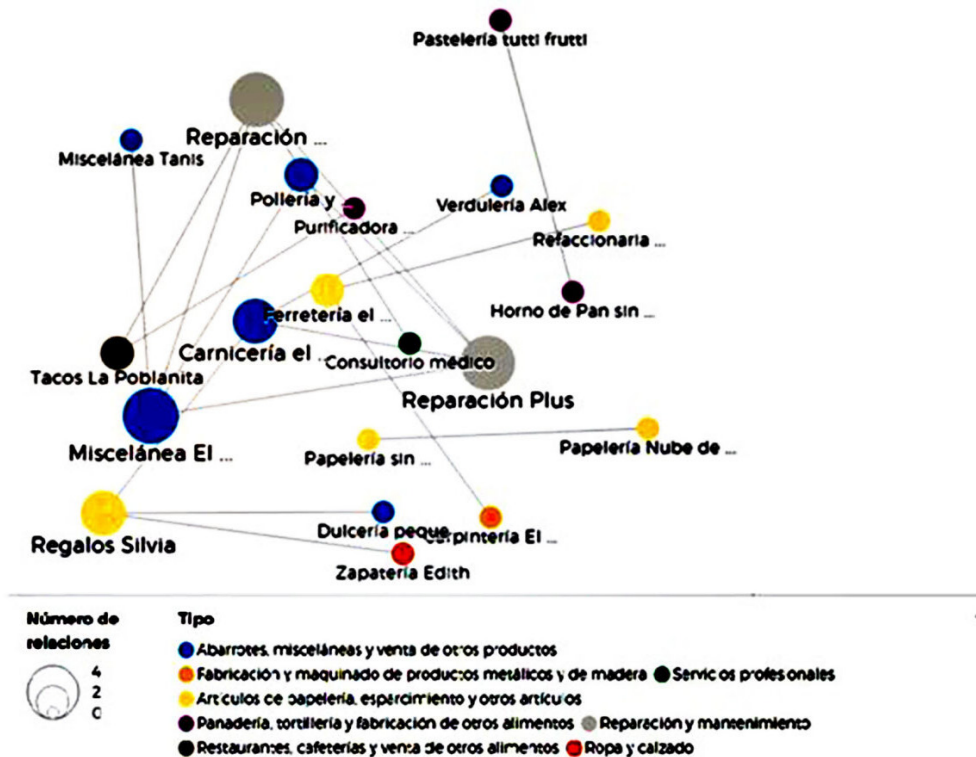 Pastelería tutti frutti
Reparación ...
Miscelánea Tanis
Pollería y
Verdulería Alex
Purificadora ...
Refaccionaria ...
Horno de Pan sin ...
Ferretería el ...
Carnicería el ...
Consultorio médico
Tacos La Poblanita
Reparación Plus
Miscelánea El ...
Papelería sin ...
Papelería Nube de ...
Regalos Silvia
Dulcería peque
Carpintería El ...
Zapatería Edith
Número de
relaciones
4
2
0
Tipo
Abarrotes, misceláneas y venta de otros productos
Fabricación y maquinado de productos metálicos y de madera Servicios profesionales
Artículos de papelería, esparcimiento y otros artículos
Panadería, tortillería y fabricación de otros alimentos Reparación y mantenimiento
Restaurantes, cafeterías y venta de otros alimentos Ropa y calzado